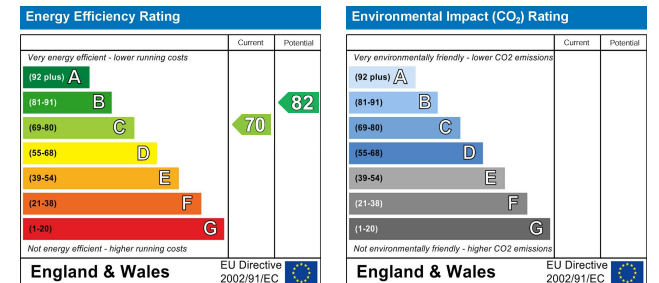 Energy Efficiency Rating
Current Potential
Very energy efficient - lower running costs
(92 plus) A
(81-91) B
82
(69-80) C
70
(55-68) D
(39-54) E
(21-38) F
(1-20) G
Not energy efficient - higher running costs
England & Wales
EU Directive
2002/91/EC
Environmental Impact (CO₂) Rating
Current Potential
Very environmentally friendly - lower CO2 emissions
(92 plus) A
(81-91) B
(69-80) C
(55-68) D
(39-54) E
(21-38) F
(1-20) G
Not environmentally friendly - higher CO2 emissions
England & Wales
EU Directive
2002/91/EC